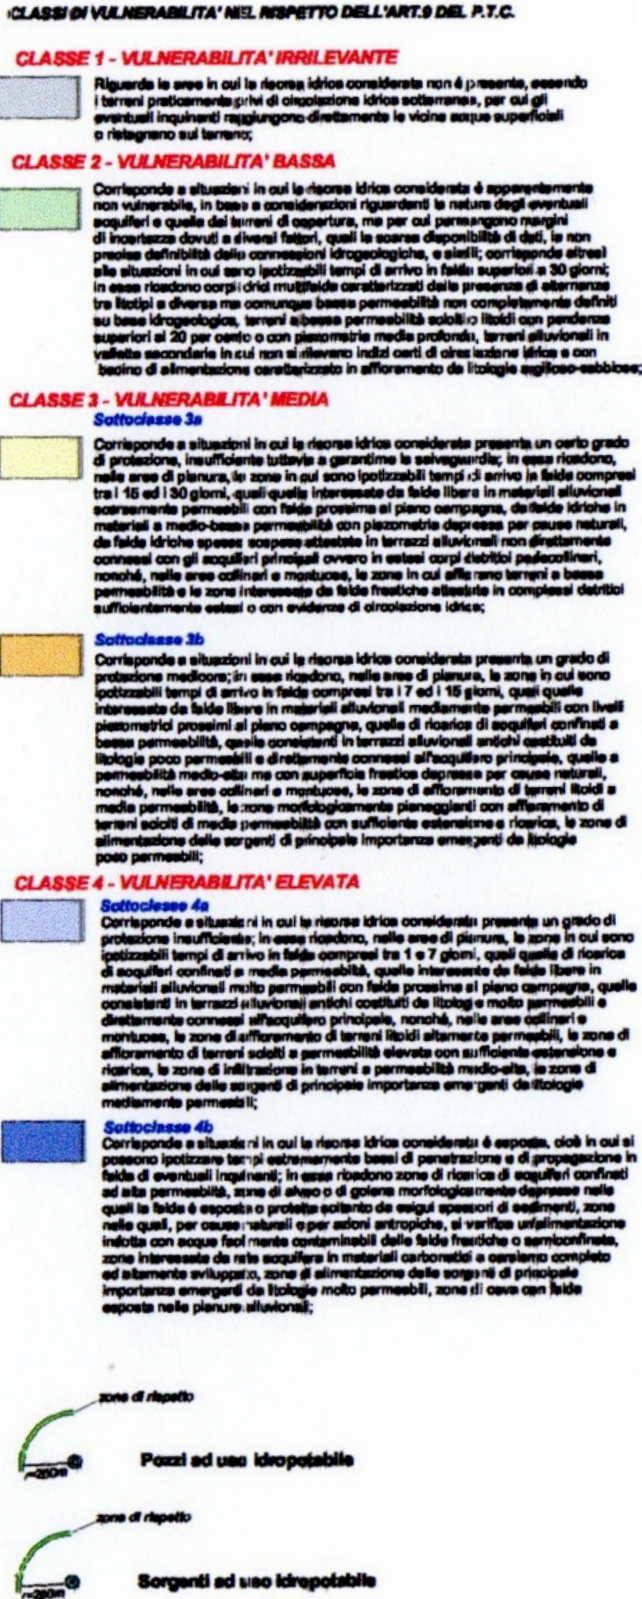 CLASSI DI VULNERABILITA' NEL RISPETTO DELL'ART.9 DEL P.T.C.
CLASSE 1 - VULNERABILITA' IRRILEVANTE
Riguarda le aree in cui la risorsa idrica considerata non é presente, essendo
i terreni praticamente privi di circolazione idrica sotterranea, per cui gli
eventuali inquinanti raggiungono direttamente le vicine acque superficiali
o ristagnano sul terreno;
CLASSE 2 - VULNERABILITA' BASSA
Corrisponde a situazioni in cui la risorsa idrica considerata é apparentemente
non vulnerabile, in base a considerazioni riguardanti la natura degli eventuali
acquiferi e quella dei terreni di copertura, ma per cui permangono margini
di incertezza dovuti a diversi fattori, quali la scarsa disponibilità di dati, la non
precisa definibilità delle connessioni idrogeologiche, e simili; corrisponde altresì
alle situazioni in cui sono ipotizzabili tempi di arrivo in falda superiori a 30 giorni;
in essa ricadono corpi idrici multifalda caratterizzati dalla presenza di alternanze
tra litotipi a diversa ma comunque bassa permeabilità non completamente definiti
su base idrogeologica, terreni a bassa permeabilità sciolti o litoidi con pendenze
superiori al 20 per cento o con piezometria media profonda, terreni alluvionali in
vallette secondarie in cui non si rilevano indizi certi di circolazione idrica e con
bacino di alimentazione caratterizzato in affioramento da litologie argilloso-sabbiose;
CLASSE 3 - VULNERABILITA' MEDIA
Sottoclasse 3a
Corrisponde a situazioni in cui la risorsa idrica considerata presenta un certo grado
di protezione, insufficiente tuttavia a garantirne la salvaguardia; in essa ricadono,
nelle aree di pianura, le zone in cui sono ipotizzabili tempi di arrivo in falda compresi
tra i 15 ed i 30 giorni, quali quelle interessate da falde libere in materiali alluvionali
scarsamente permeabili con falda prossima al piano campagna, da falde idriche in
materiali a medio-bassa permeabilità con piezometria depressa per cause naturali,
da falde idriche spesso sospese attestate in terrazzi alluvionali non direttamente
connessi con gli acquiferi principali ovvero in estesi corpi detritici pedecollinari,
nonché, nelle aree collinari e montuose, le zone in cui affiorano terreni a bassa
permeabilità e le zone interessate da falde freatiche attestate in complessi detritici
sufficientemente estesi o con evidenze di circolazione idrica;
Sottoclasse 3b
Corrisponde a situazioni in cui la risorsa idrica considerata presenta un grado di
protezione mediocre; in essa ricadono, nelle aree di pianura, le zone in cui sono
ipotizzabili tempi di arrivo in falda compresi tra i 7 ed i 15 giorni, quali quelle
interessate da falde libere in materiali alluvionali mediamente permeabili con livelli
piezometrici prossimi al piano campagna, quelle di ricarica di acquiferi confinati a
bassa permeabilità, quelle consistenti in terrazzi alluvionali antichi costituiti da
litologie poco permeabili e direttamente connessi all'acquifero principale, quelle a
permeabilità medio-alta ma con superficie freatica depressa per cause naturali,
nonché, nelle aree collinari e montuose, le zone di affioramento di terreni litoidi a
media permeabilità, le zone morfologicamente pianeggianti con affioramento di
terreni sciolti di media permeabilità con sufficiente estensione e ricarica, le zone di
alimentazione delle sorgenti di principale importanza emergenti da litologie
poco permeabili;
CLASSE 4 - VULNERABILITA' ELEVATA
Sottoclasse 4a
Corrisponde a situazioni in cui la risorsa idrica considerata presenta un grado di
protezione insufficiente; in essa ricadono, nelle aree di pianura, le zone in cui sono
ipotizzabili tempi di arrivo in falda compresi tra 1 e 7 giorni, quali quelle di ricarica
di acquiferi confinati a media permeabilità, quelle interessate da falde libere in
materiali alluvionali molto permeabili con falda prossima al piano campagna, quelle
consistenti in terrazzi alluvionali antichi costituiti da litologie molto permeabili e
direttamente connessi all'acquifero principale, nonché, nelle aree collinari e
montuose, le zone di affioramento di terreni litoidi altamente permeabili, le zone di
affioramento di terreni sciolti a permeabilità elevata con sufficiente estensione e
ricarica, le zone di infiltrazione in terreni a permeabilità medio-alta, le zone di
alimentazione delle sorgenti di principale importanza emergenti da litologie
mediamente permeabili;
Sottoclasse 4b
Corrisponde a situazioni in cui la risorsa idrica considerata é esposta, cioè in cui si
possono ipotizzare tempi estremamente bassi di penetrazione e di propagazione in
falda di eventuali inquinanti; in essa ricadono zone di ricarica di acquiferi confinati
ad alta permeabilità, zone di alveo o di golena morfologicamente depresse nelle
quali la falda é esposta o protetta soltanto da esigui spessori di sedimenti, zone
nelle quali, per cause naturali o per azioni antropiche, si verifica un'alimentazione
indotta con acque facilmente contaminabili delle falde freatiche o semiconfinate,
zone interessate da rete acquifera in materiali carbonatici a carsismo completo
ed altamente sviluppato, zone di alimentazione delle sorgenti di principale
importanza emergenti da litologie molto permeabili, zone di cava con falda
esposta nelle pianure alluvionali;
zone di rispetto
r=200m
Pozzi ad uso idropotabile
zone di rispetto
r=200m
Sorgenti ad uso idropotabile